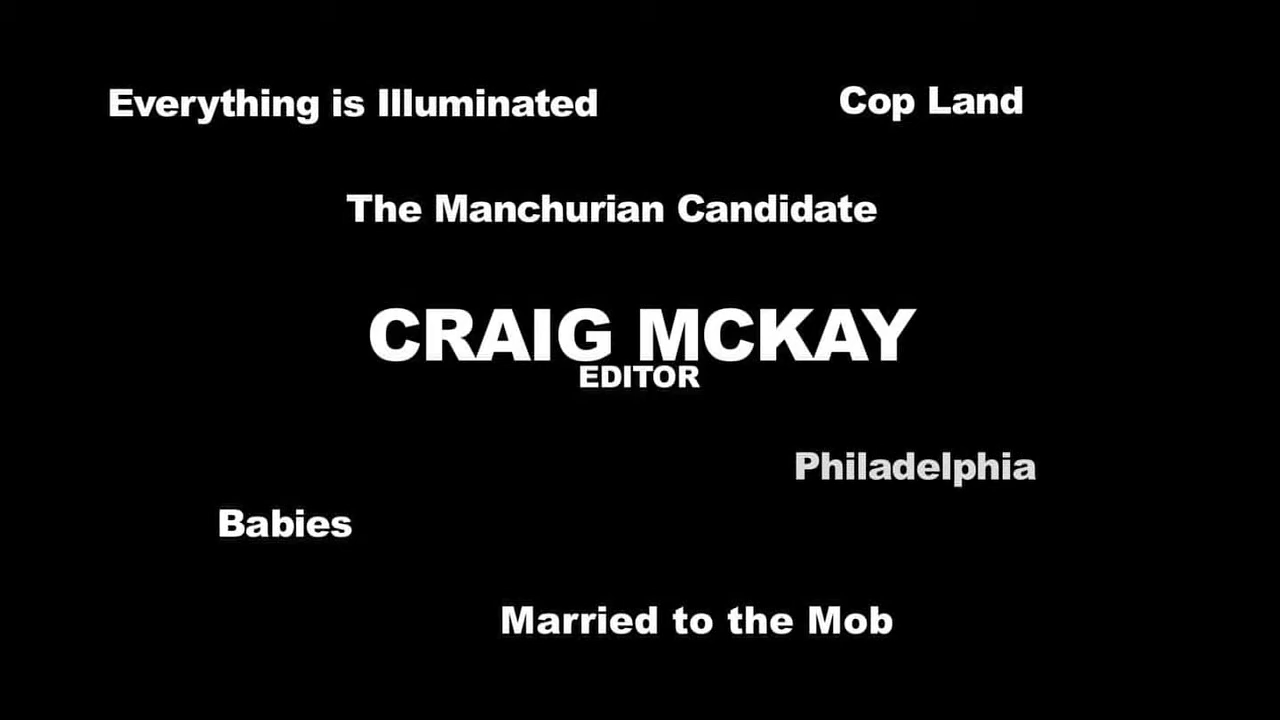 Everything is Illuminated
Cop Land
The Manchurian Candidate
CRAIG MCKAY
EDITOR
Philadelphia
Babies
Married to the Mob